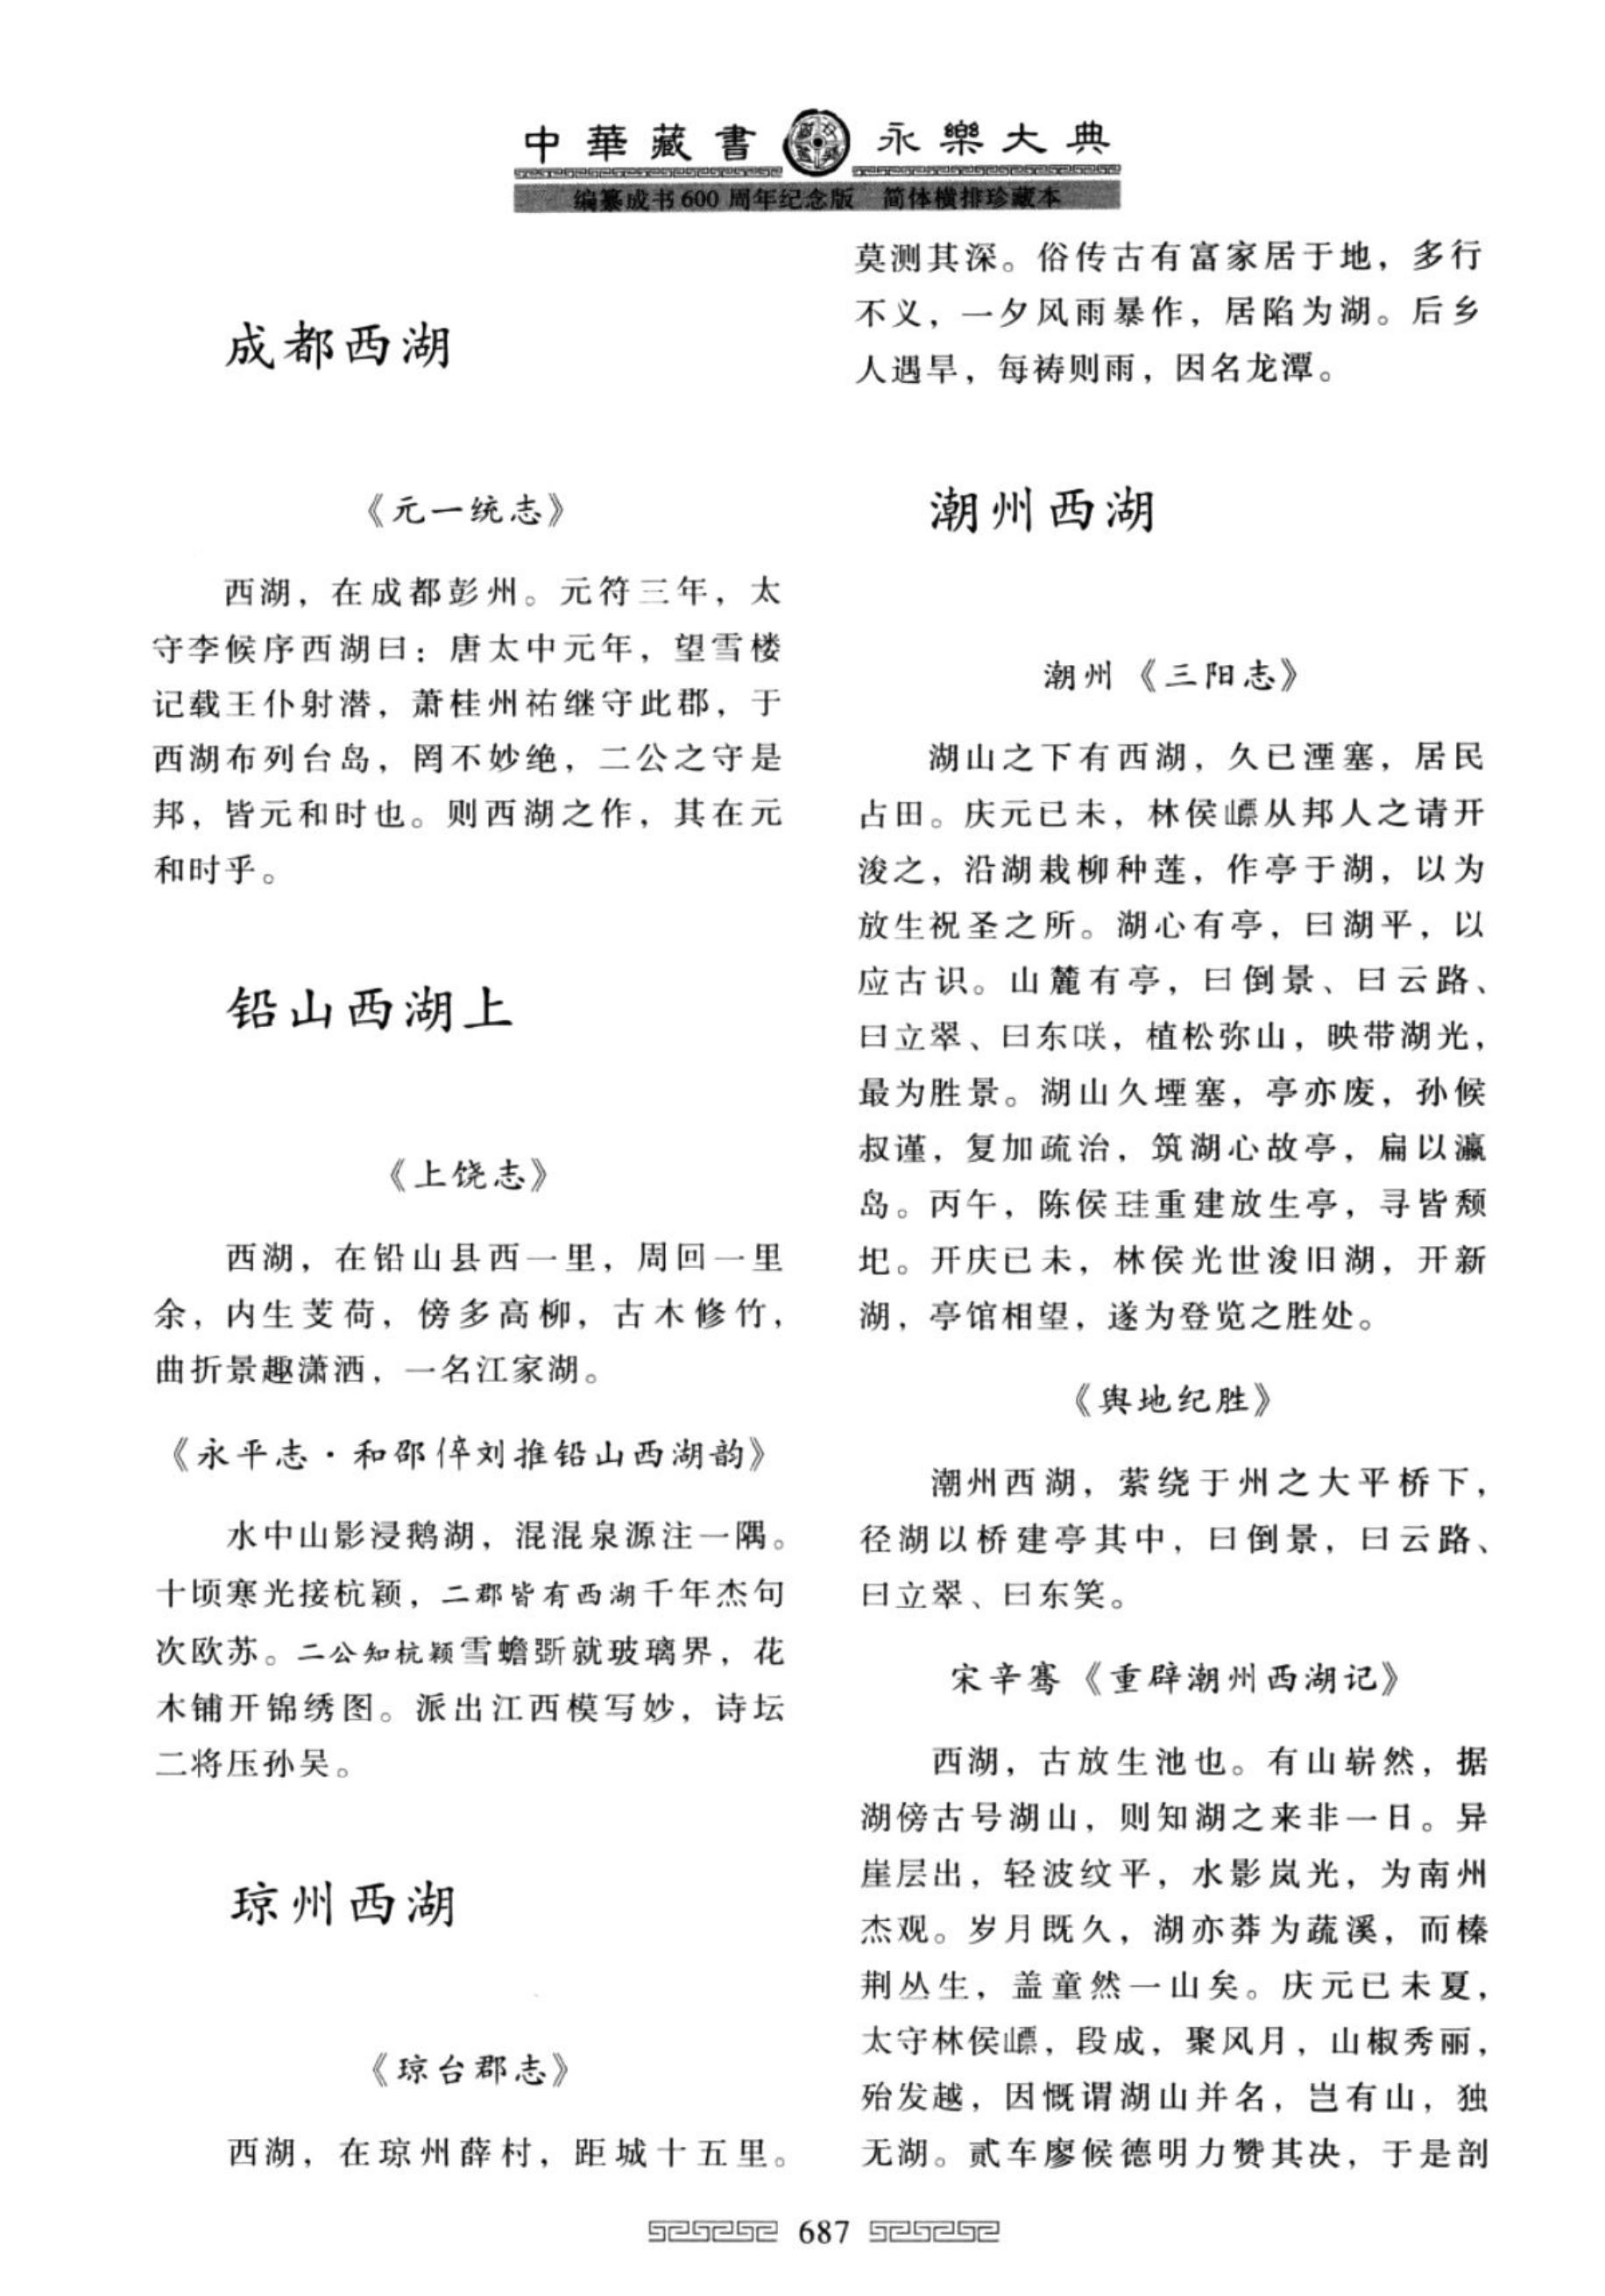 中華藏書 永樂大典
编纂成书600周年纪念版 简体横排珍藏本
成都西湖
《元一统志》
西湖，在成都彭州。元符三年，太
守李候序西湖曰：唐太中元年，望雪楼
记载王仆射潜，萧桂州祐继守此郡，于
西湖布列台岛，罔不妙绝，二公之守是
邦，皆元和时也。则西湖之作，其在元
和时乎。
铅山西湖上
《上饶志》
西湖，在铅山县西一里，周回一里
余，内生芰荷，傍多高柳，古木修竹，
曲折景趣潇洒，一名江家湖。
《永平志·和邵倅刘推铅山西湖韵》
水中山影浸鹅湖，混混泉源注一隅。
十顷寒光接杭颖，二郡皆有西湖千年杰句
次欧苏。二公知杭颖雪蟾斲就玻璃界，花
木铺开锦绣图。派出江西模写妙，诗坛
二将压孙吴。
琼州西湖
《琼台郡志》
西湖，在琼州薛村，距城十五里。
莫测其深。俗传古有富家居于地，多行
不义，一夕风雨暴作，居陷为湖。后乡
人遇旱，每祷则雨，因名龙潭。
潮州西湖
潮州《三阳志》
湖山之下有西湖，久已湮塞，居民
占田。庆元已未，林侯㠒从邦人之请开
浚之，沿湖栽柳种莲，作亭于湖，以为
放生祝圣之所。湖心有亭，曰湖平，以
应古识。山麓有亭，曰倒景、曰云路、
曰立翠、曰东咲，植松弥山，映带湖光，
最为胜景。湖山久堙塞，亭亦废，孙候
叔谨，复加疏治，筑湖心故亭，扁以瀛
岛。丙午，陈侯珪重建放生亭，寻皆颓
圯。开庆已未，林侯光世浚旧湖，开新
湖，亭馆相望，遂为登览之胜处。
《舆地纪胜》
潮州西湖，萦绕于州之大平桥下，
径湖以桥建亭其中，曰倒景，曰云路、
曰立翠、曰东笑。
宋辛骞《重辟潮州西湖记》
西湖，古放生池也。有山崭然，据
湖傍古号湖山，则知湖之来非一日。异
崖层出，轻波纹平，水影岚光，为南州
杰观。岁月既久，湖亦莽为蔬溪，而榛
荆丛生，盖童然一山矣。庆元已未夏，
太守林侯㠒，段成，聚风月，山椒秀丽，
殆发越，因慨谓湖山并名，岂有山，独
无湖。贰车廖候德明力赞其决，于是剖
687